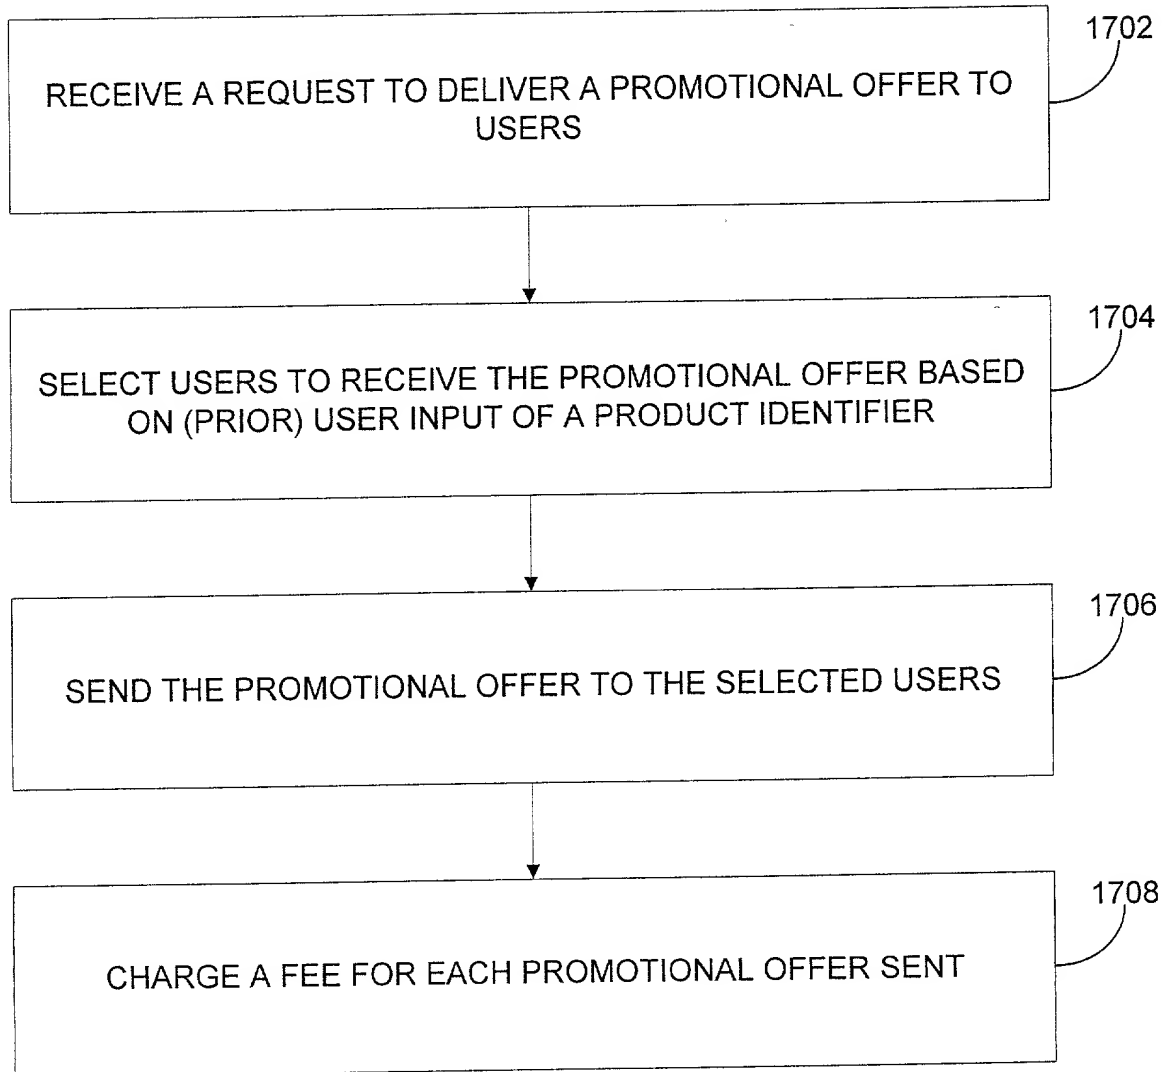 1702
RECEIVE A REQUEST TO DELIVER A PROMOTIONAL OFFER TO
USERS
1704
SELECT USERS TO RECEIVE THE PROMOTIONAL OFFER BASED
ON (PRIOR) USER INPUT OF A PRODUCT IDENTIFIER
1706
SEND THE PROMOTIONAL OFFER TO THE SELECTED USERS
1708
CHARGE A FEE FOR EACH PROMOTIONAL OFFER SENT